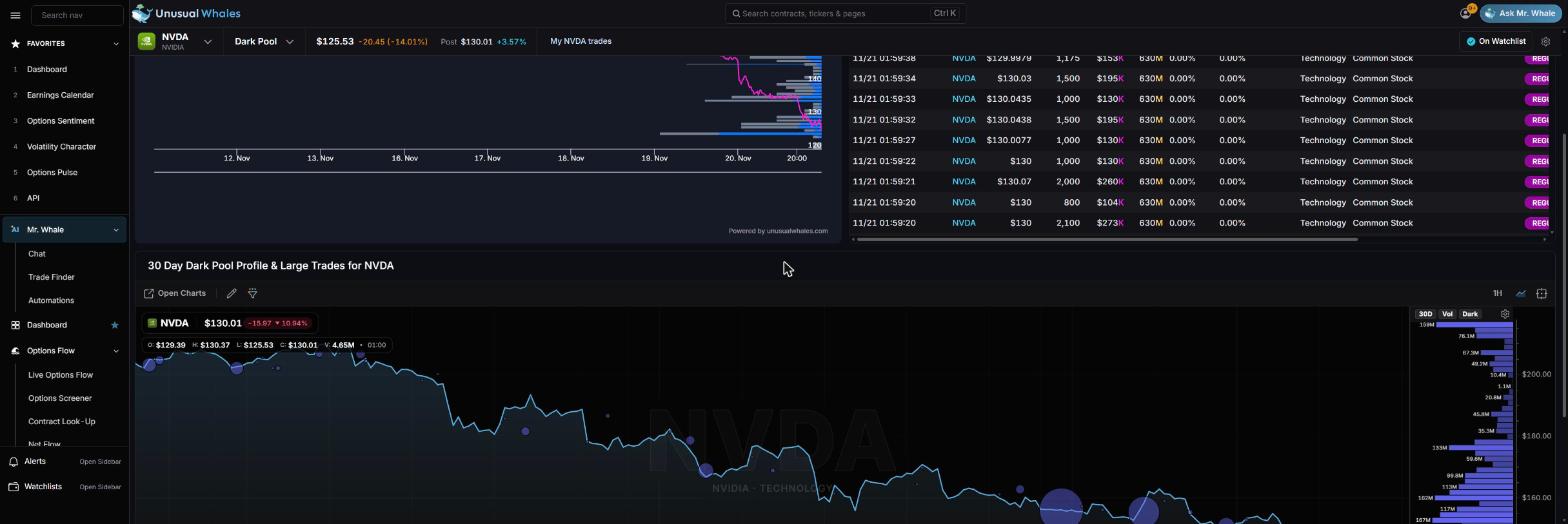 Search nav
Unusual Whales
Search contracts, tickers & pages Ctrl K
9+
Ask Mr. Whale
FAVORITES
1 Dashboard
2 Earnings Calendar
3 Options Sentiment
4 Volatility Character
5 Options Pulse
6 API
AI Mr. Whale
Chat
Trade Finder
Automations
Dashboard
Options Flow
Live Options Flow
Options Screener
Contract Look-Up
Net Flow
Alerts Open Sidebar
Watchlists Open Sidebar
NVDA
NVIDIA
Dark Pool
$125.53 -20.45 (-14.01%) Post $130.01 +3.57%
My NVDA trades
On Watchlist
140
130
120
12. Nov 13. Nov 16. Nov 17. Nov 18. Nov 19. Nov 20. Nov 20:00
Powered by unusualwhales.com
11/21 01:59:38 NVDA $129.9979 1,175 $153K 630M 0.00% 0.00% Technology Common Stock REGU
11/21 01:59:34 NVDA $130.03 1,500 $195K 630M 0.00% 0.00% Technology Common Stock REGU
11/21 01:59:33 NVDA $130.0435 1,000 $130K 630M 0.00% 0.00% Technology Common Stock REGU
11/21 01:59:32 NVDA $130.0438 1,500 $195K 630M 0.00% 0.00% Technology Common Stock REGU
11/21 01:59:27 NVDA $130.0077 1,000 $130K 630M 0.00% 0.00% Technology Common Stock REGU
11/21 01:59:22 NVDA $130 1,000 $130K 630M 0.00% 0.00% Technology Common Stock REGU
11/21 01:59:21 NVDA $130.07 2,000 $260K 630M 0.00% 0.00% Technology Common Stock REGU
11/21 01:59:20 NVDA $130 800 $104K 630M 0.00% 0.00% Technology Common Stock REGU
11/21 01:59:20 NVDA $130 2,100 $273K 630M 0.00% 0.00% Technology Common Stock REGU
30 Day Dark Pool Profile & Large Trades for NVDA
Open Charts
1H
NVDA $130.01 -15.97 ▼ 10.94%
O: $129.39 H: $130.37 L: $125.53 C: $130.01 V: 4.65M • 01:00
NVDA
NVIDIA - TECHNOLOGY
30D Vol Dark
159M
76.1M
67.3M
49.2M
10.4M
1.1M
20.8M
45.8M
35.3M
133M
59.6M
99.8M
113M
162M
117M
167M
$200.00
$180.00
$160.00